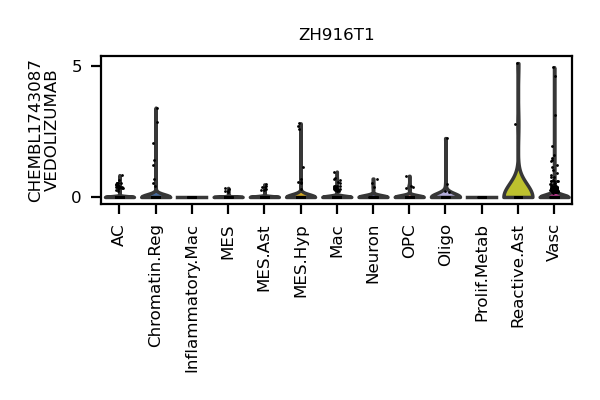 ZH916T1
CHEMBL1743087
VEDOLIZUMAB
5
0
AC
Chromatin.Reg
Inflammatory.Mac
MES
MES.Ast
MES.Hyp
Mac
Neuron
OPC
Oligo
Prolif.Metab
Reactive.Ast
Vasc